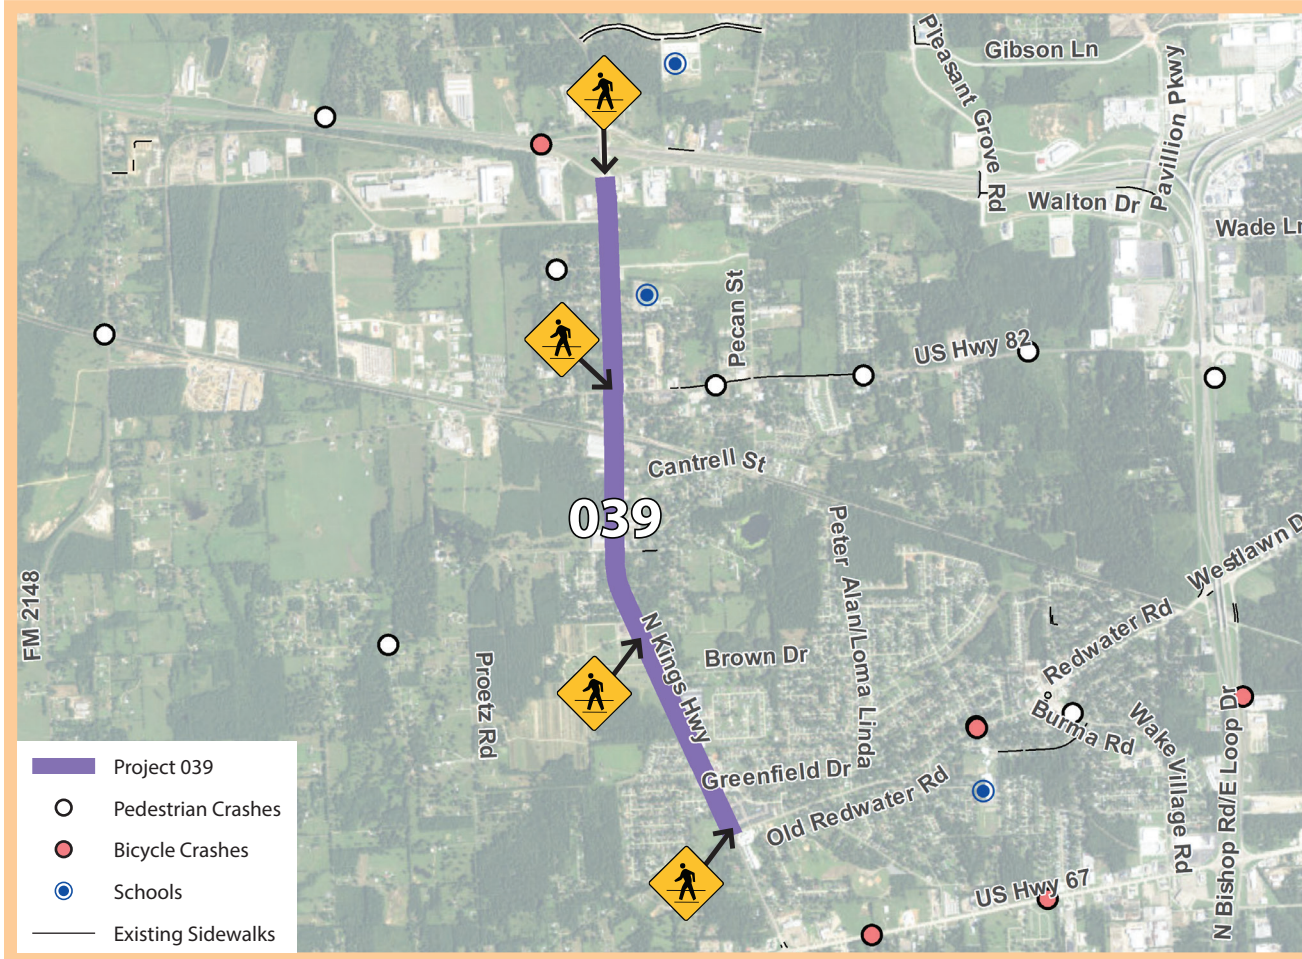 Pleasant Grove Rd
Gibson Ln
Pavillion Pkwy
Walton Dr
Wade Ln
Pecan St
US Hwy 82
Cantrell St
039
Peter Alan/Loma Linda
Westlawn D
FM 2148
N Kings Hwy
Brown Dr
Redwater Rd
Proetz Rd
Burma Rd
Wake Village Rd
N Bishop Rd/E Loop Dr
Greenfield Dr
Old Redwater Rd
US Hwy 67
Project 039
Pedestrian Crashes
Bicycle Crashes
Schools
Existing Sidewalks